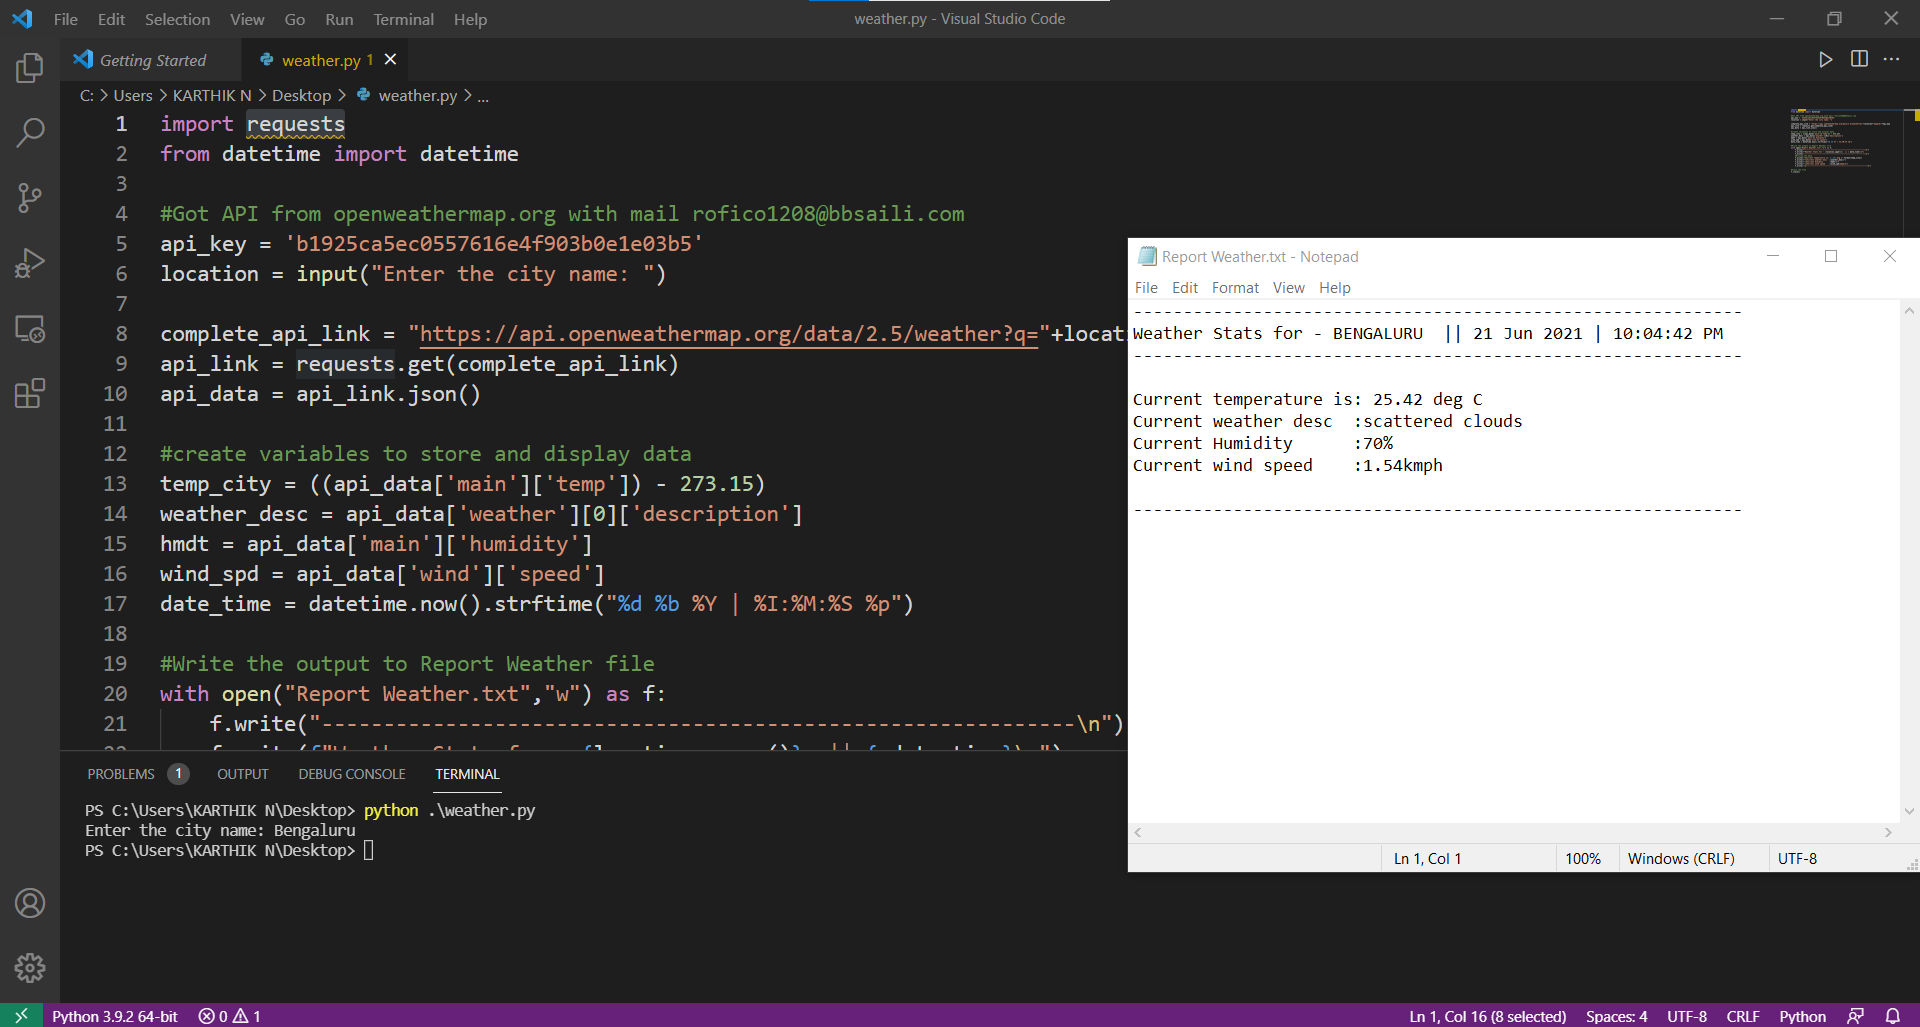 File Edit Selection View Go Run Terminal Help
weather.py - Visual Studio Code
Getting Started
weather.py 1
C: > Users > KARTHIK N > Desktop > weather.py > ...
1 import requests
2 from datetime import datetime
3
4 #Got API from openweathermap.org with mail rofico1208@bbsaili.com
5 api_key = 'b1925ca5ec0557616e4f903b0e1e03b5'
6 location = input("Enter the city name: ")
7
8 complete_api_link = "https://api.openweathermap.org/data/2.5/weather?q="+locati
9 api_link = requests.get(complete_api_link)
10 api_data = api_link.json()
11
12 #create variables to store and display data
13 temp_city = ((api_data['main']['temp']) - 273.15)
14 weather_desc = api_data['weather'][0]['description']
15 hmdt = api_data['main']['humidity']
16 wind_spd = api_data['wind']['speed']
17 date_time = datetime.now().strftime("%d %b %Y | %I:%M:%S %p")
18
19 #Write the output to Report Weather file
20 with open("Report Weather.txt","w") as f:
21 f.write("-------------------------------------------------------------\n")
Report Weather.txt - Notepad
File Edit Format View Help
-------------------------------------------------------------
Weather Stats for - BENGALURU  || 21 Jun 2021 | 10:04:42 PM
-------------------------------------------------------------
Current temperature is: 25.42 deg C
Current weather desc  :scattered clouds
Current Humidity      :70%
Current wind speed    :1.54kmph
-------------------------------------------------------------
Ln 1, Col 1 100% Windows (CRLF) UTF-8
PROBLEMS 1 OUTPUT DEBUG CONSOLE TERMINAL
PS C:\Users\KARTHIK N\Desktop> python .\weather.py
Enter the city name: Bengaluru
PS C:\Users\KARTHIK N\Desktop>
Python 3.9.2 64-bit 0 1 Ln 1, Col 16 (8 selected) Spaces: 4 UTF-8 CRLF Python